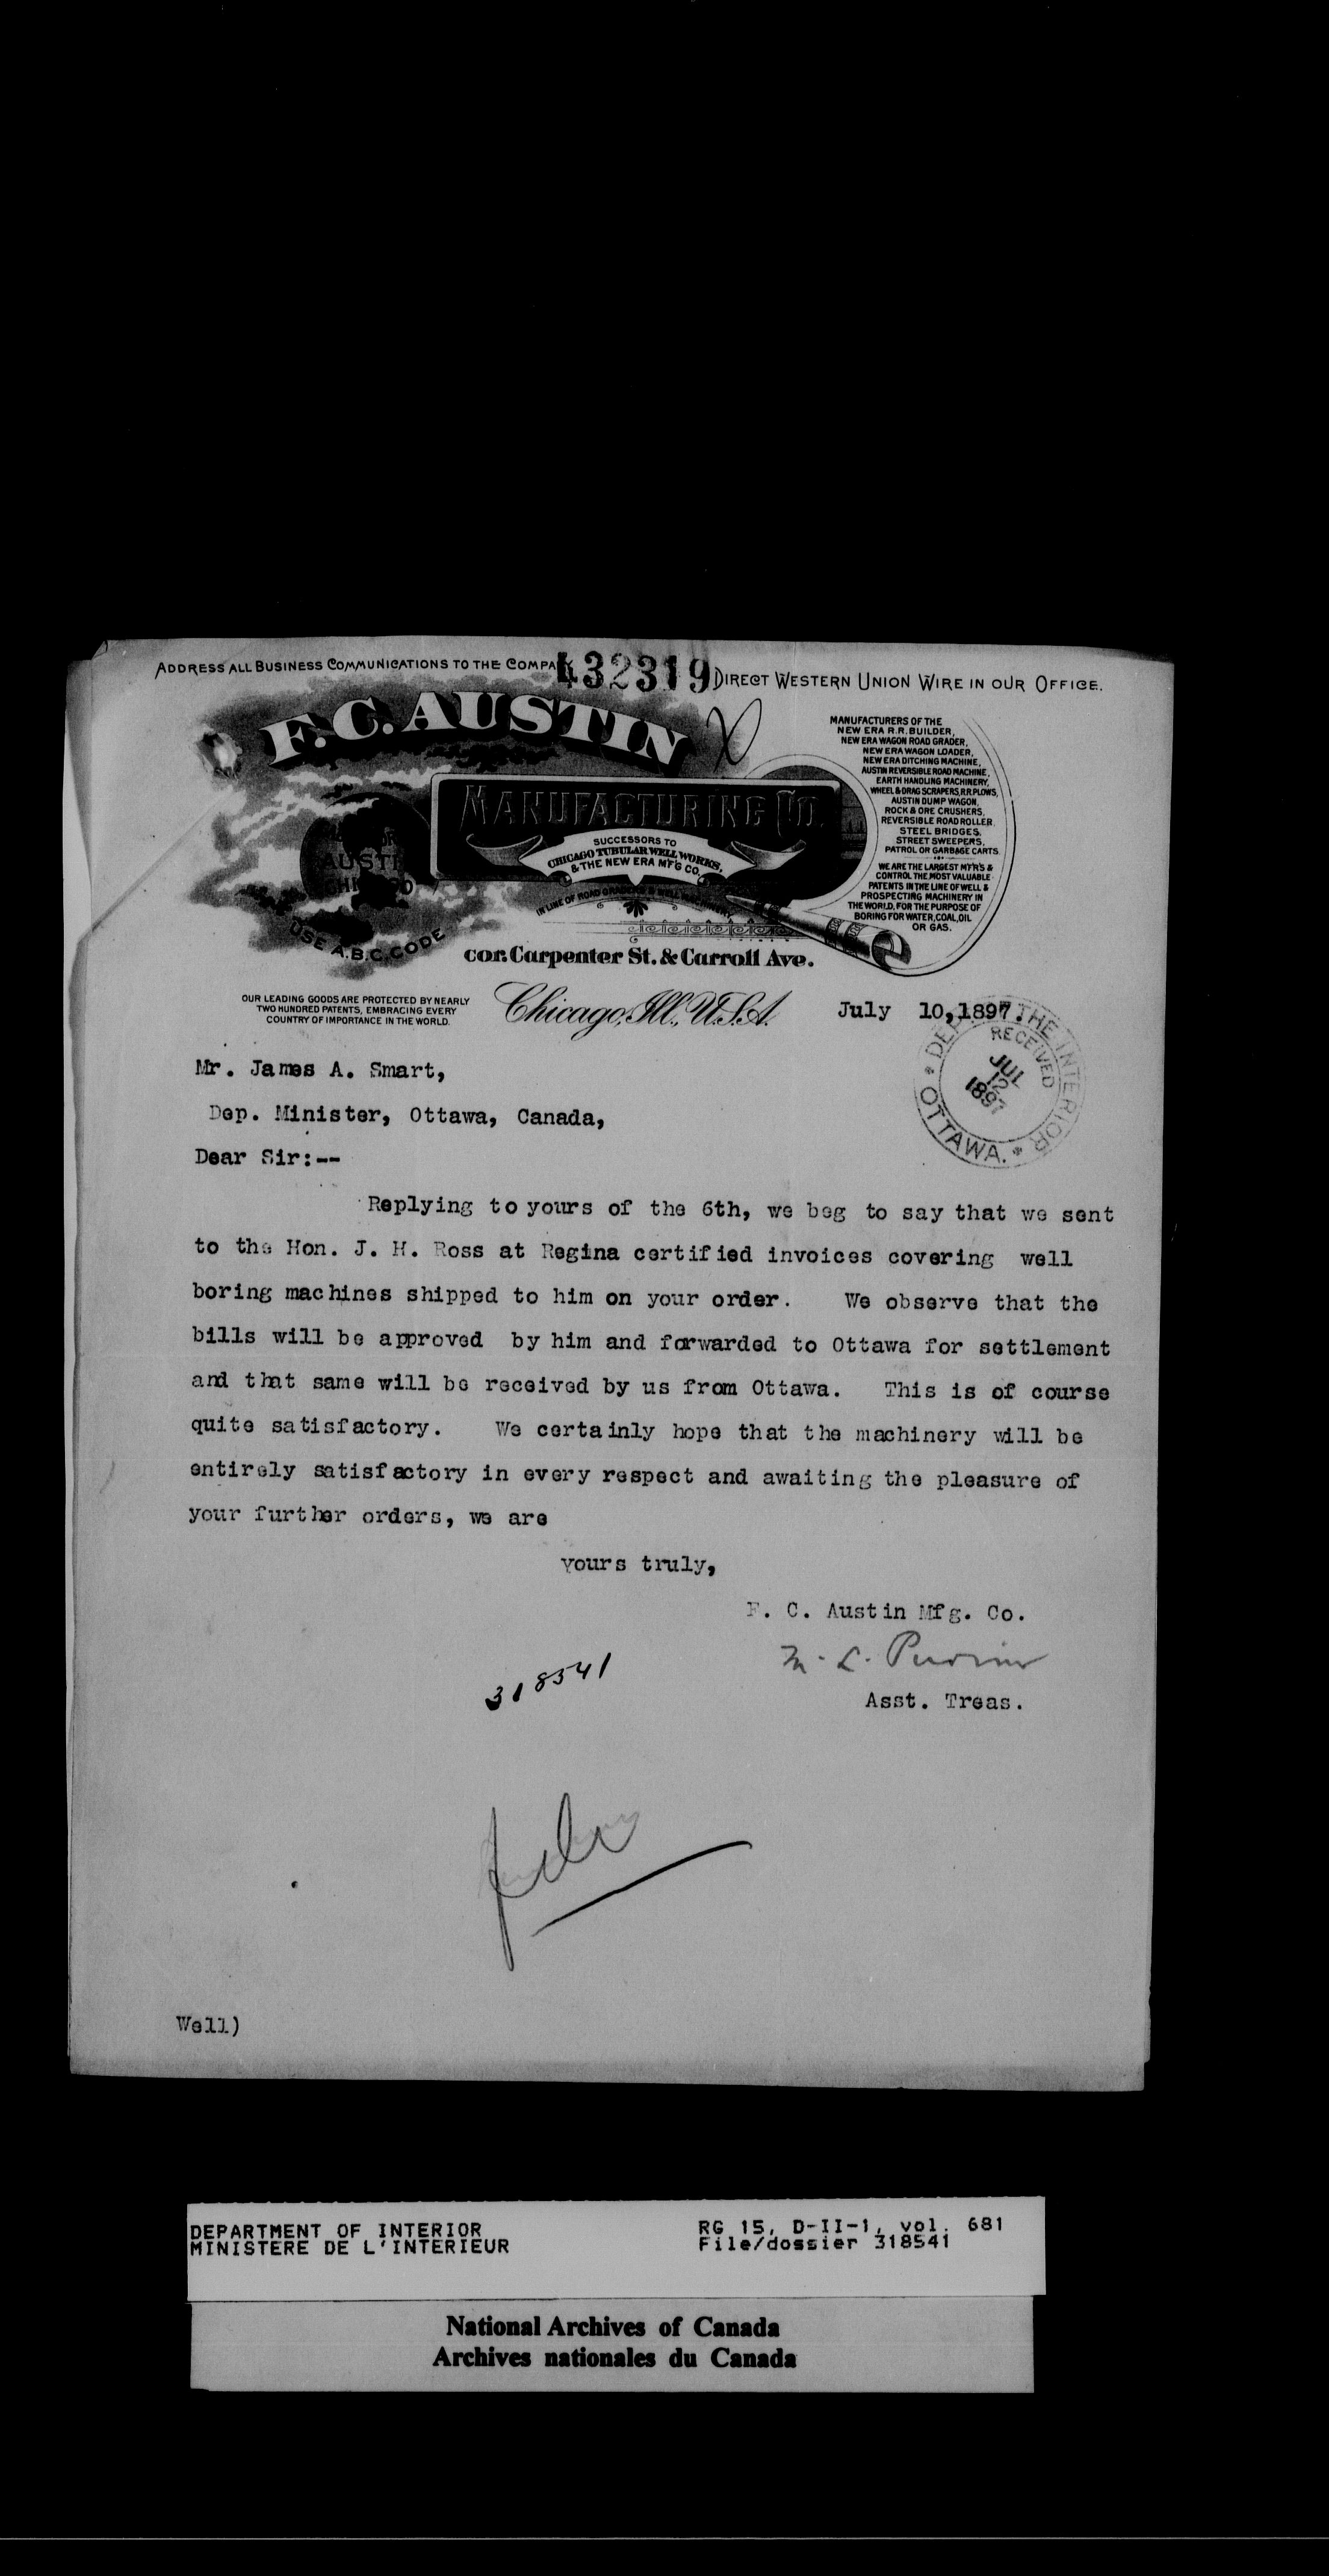 ADDRESS ALL BUSINESS COMMUNICATIONS TO THE COMPANY
432319
DIRECT WESTERN UNION WIRE IN OUR OFFICE.
F.C. AUSTIN
MANUFACTURING CO.
SUCCESSORS TO
CHICAGO TUBULAR WELL WORKS,
& THE NEW ERA M'F'G CO.
IN LINE OF ROAD GRADERS & WELL MACHINERY
AUSTIN
CHICAGO
USE A.B.C. CODE
cor. Carpenter St. & Carroll Ave.
MANUFACTURERS OF THE
NEW ERA R.R. BUILDER,
NEW ERA WAGON ROAD GRADER,
NEW ERA WAGON LOADER,
NEW ERA DITCHING MACHINE,
AUSTIN REVERSIBLE ROAD MACHINE,
EARTH HANDLING MACHINERY,
WHEEL & DRAG SCRAPERS, R.R. PLOWS,
AUSTIN DUMP WAGON,
ROCK & ORE CRUSHERS,
REVERSIBLE ROAD ROLLER,
STEEL BRIDGES,
STREET SWEEPERS,
PATROL OR GARBAGE CARTS.
WE ARE THE LARGEST M'F'R'S &
CONTROL THE MOST VALUABLE
PATENTS IN THE LINE OF WELL &
PROSPECTING MACHINERY IN
THE WORLD, FOR THE PURPOSE OF
BORING FOR WATER, COAL, OIL
OR GAS.
OUR LEADING GOODS ARE PROTECTED BY NEARLY
TWO HUNDRED PATENTS, EMBRACING EVERY
COUNTRY OF IMPORTANCE IN THE WORLD.
Chicago, Ill., U.S.A. July 10,1897.
DEP. THE INTERIOR
RECEIVED
JUL
12
1897
* OTTAWA. *
Mr. James A. Smart,
Dep. Minister, Ottawa, Canada,
Dear Sir:--
Replying to yours of the 6th, we beg to say that we sent
to the Hon. J. H. Ross at Regina certified invoices covering well
boring machines shipped to him on your order. We observe that the
bills will be approved by him and forwarded to Ottawa for settlement
and that same will be received by us from Ottawa. This is of course
quite satisfactory. We certainly hope that the machinery will be
entirely satisfactory in every respect and awaiting the pleasure of
your further orders, we are
yours truly,
F. C. Austin Mfg. Co.
M. L.
Asst. Treas.
318541
Well)
DEPARTMENT OF INTERIOR RG 15, D-II-1, vol. 681
MINISTERE DE L'INTERIEUR File/dossier 318541
National Archives of Canada
Archives nationales du Canada